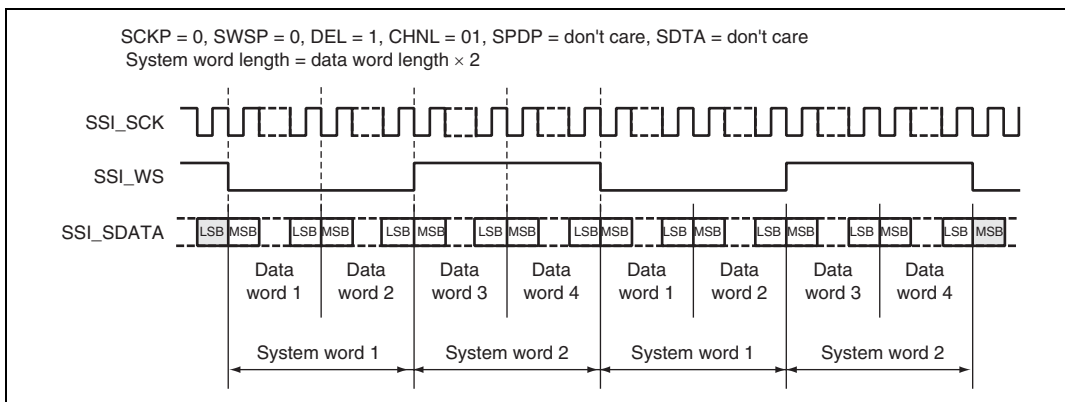 SCKP = 0, SWSP = 0, DEL = 1, CHNL = 01, SPDP = don't care, SDTA = don't care
System word length = data word length × 2
SSI_SCK
SSI_WS
SSI_SDATA
LSB MSB LSB MSB LSB MSB LSB MSB LSB MSB LSB MSB LSB MSB LSB MSB LSB MSB
Data word 1
Data word 2
Data word 3
Data word 4
Data word 1
Data word 2
Data word 3
Data word 4
System word 1
System word 2
System word 1
System word 2